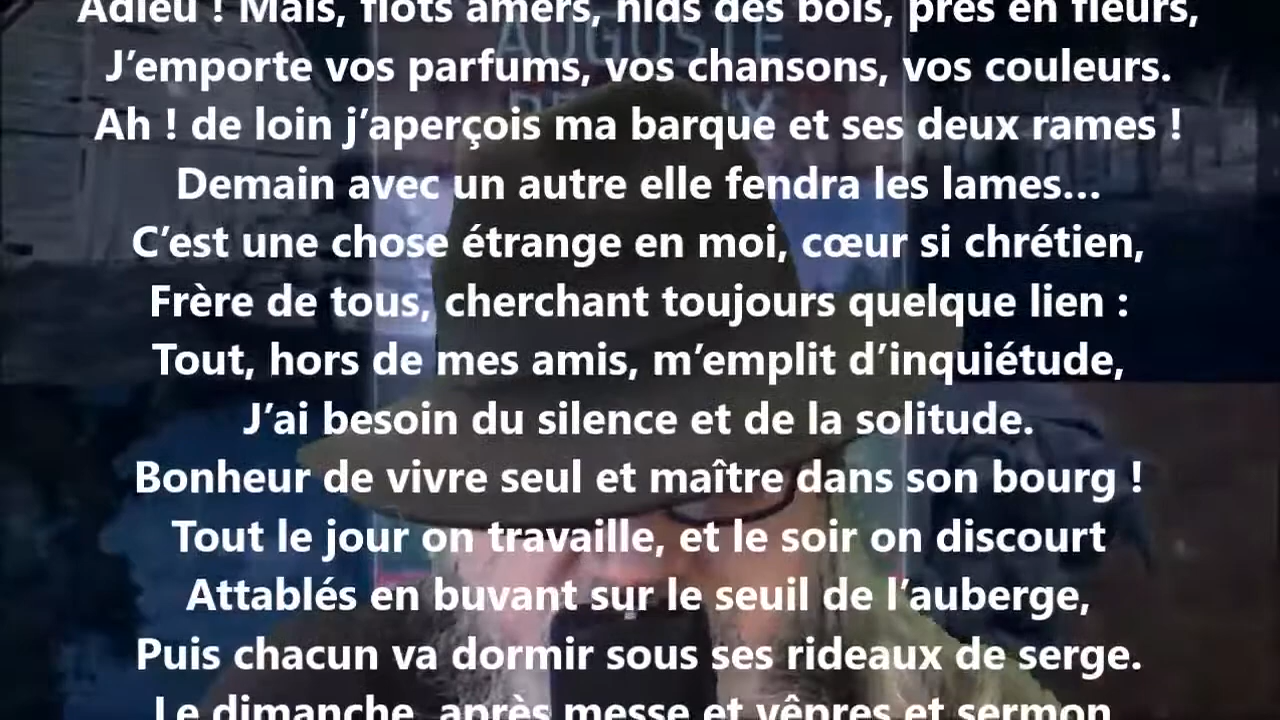 Adieu ! Mais, flots amers, nids des bois, prés en fleurs,
J’emporte vos parfums, vos chansons, vos couleurs.
Ah ! de loin j’aperçois ma barque et ses deux rames !
Demain avec un autre elle fendra les lames...
C’est une chose étrange en moi, cœur si chrétien,
Frère de tous, cherchant toujours quelque lien :
Tout, hors de mes amis, m’emplit d’inquiétude,
J’ai besoin du silence et de la solitude.
Bonheur de vivre seul et maître dans son bourg !
Tout le jour on travaille, et le soir on discourt
Attablés en buvant sur le seuil de l’auberge,
Puis chacun va dormir sous ses rideaux de serge.
Le dimanche, après messe et vêpres et sermon
AUGUSTE